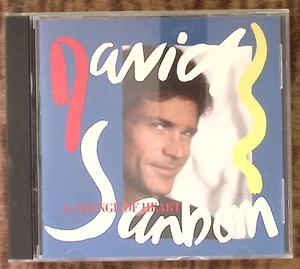 David
A CHANGE OF HEART
Sanborn